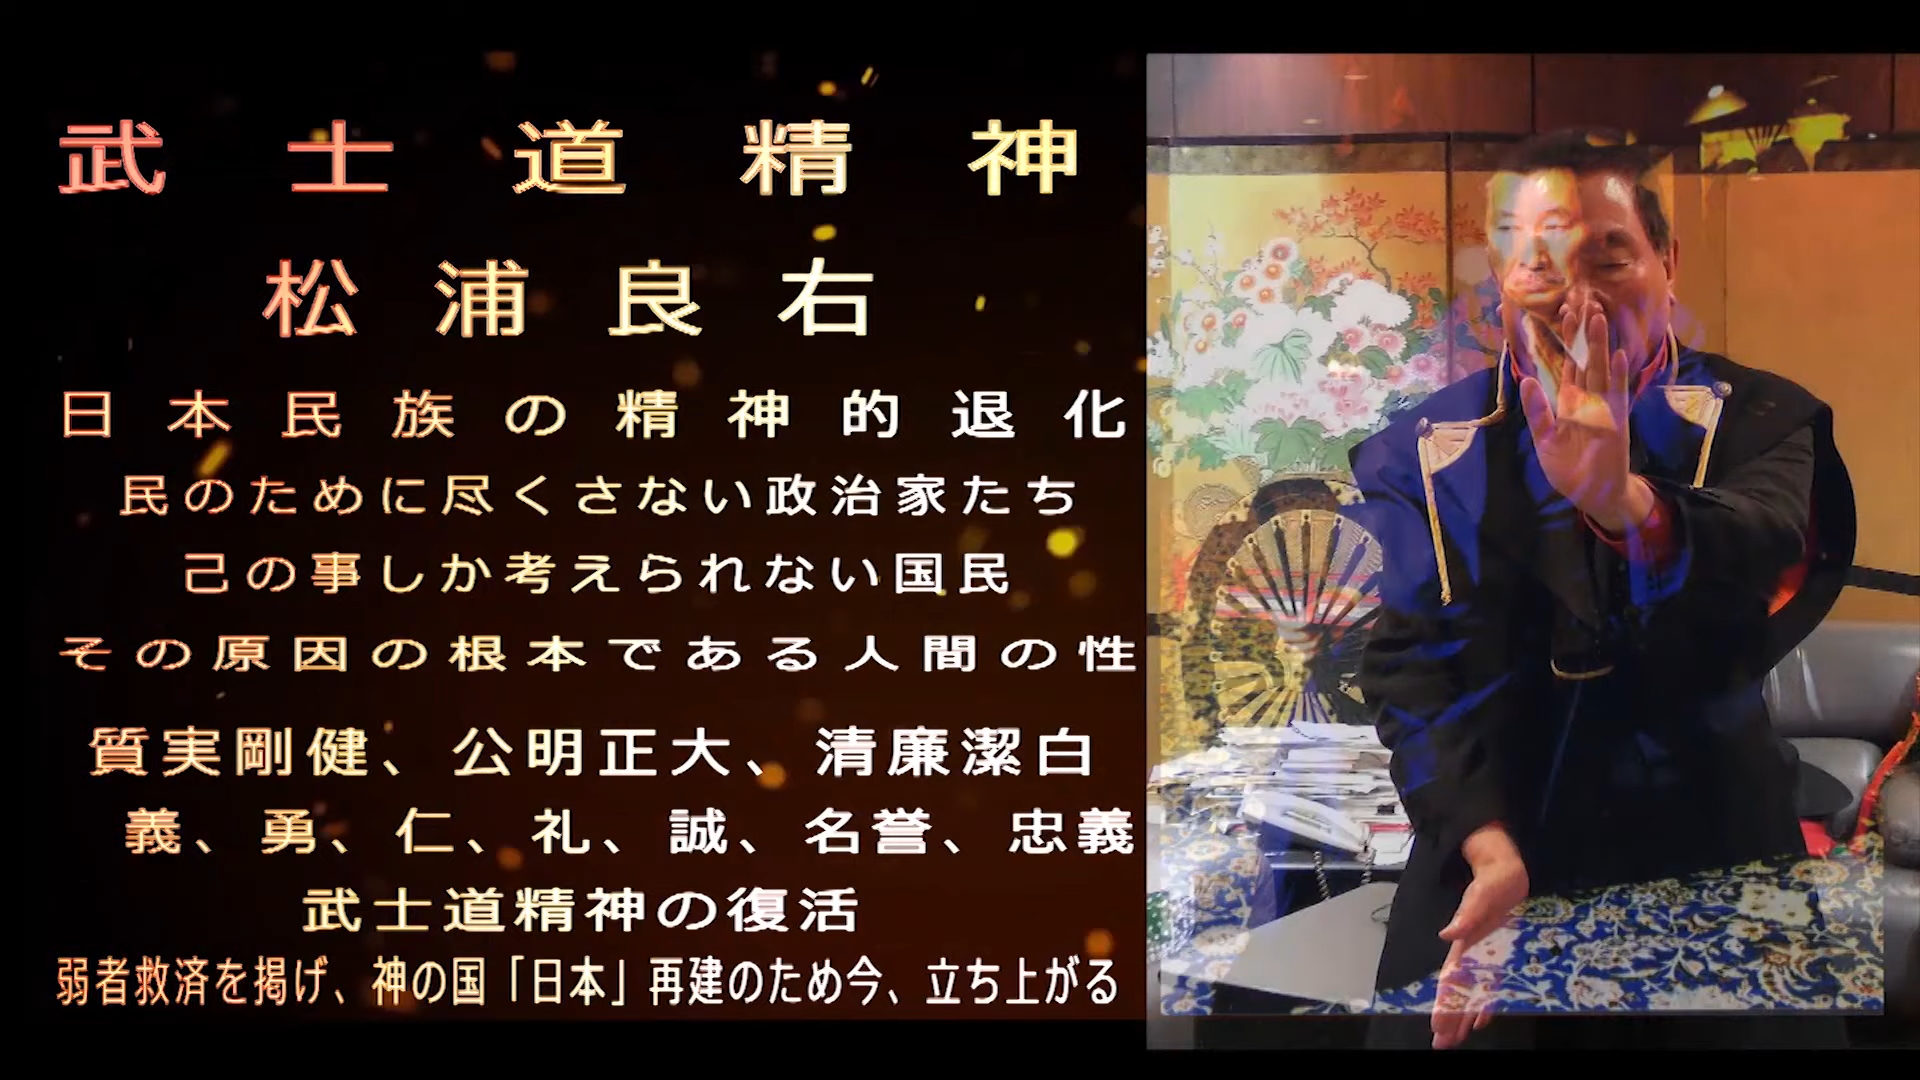 武士道精神
松浦良右
日本民族の精神的退化
民のために尽くさない政治家たち
己の事しか考えられない国民
その原因の根本である人間の性
質実剛健、公明正大、清廉潔白
義、勇、仁、礼、誠、名誉、忠義
武士道精神の復活
弱者救済を掲げ、神の国「日本」再建のため今、立ち上がる